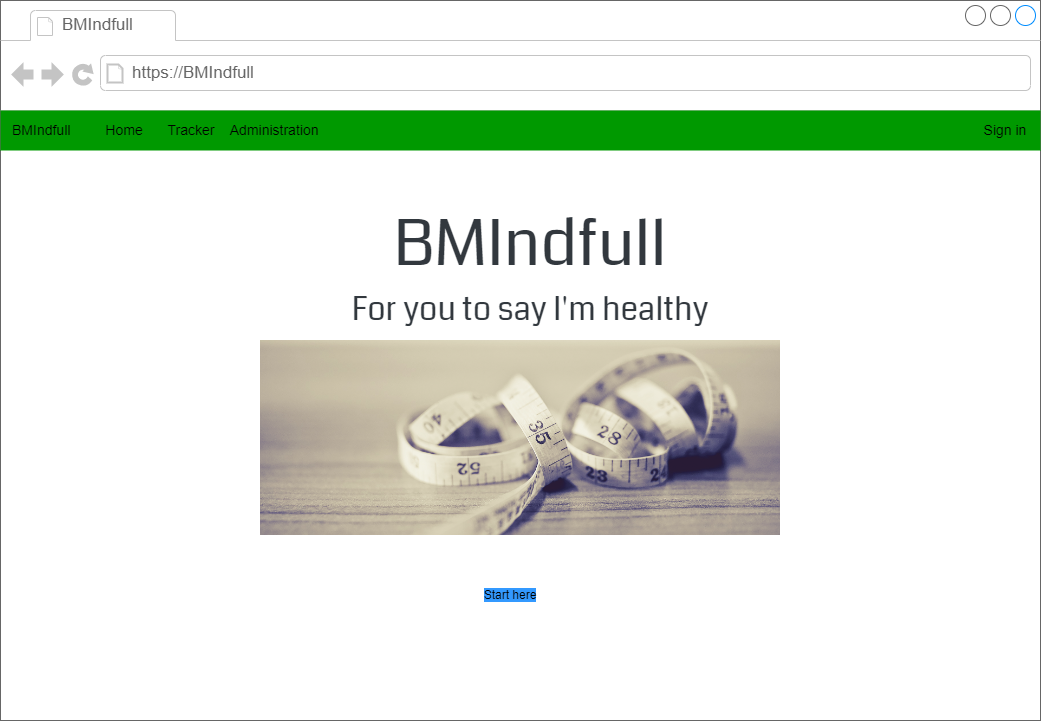 BMIndfull
https://BMIndfull
BMIndfull Home Tracker Administration Sign in
BMIndfull
For you to say I'm healthy
40
35
28
52
23
24
Start here